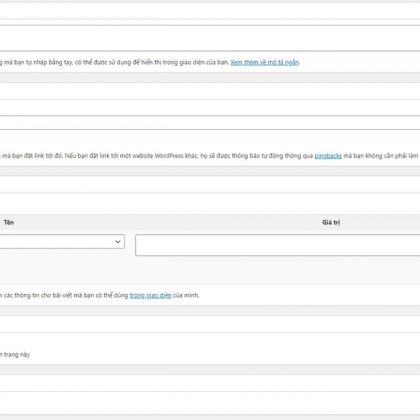 mà bạn tự nhập bằng tay, có thể được sử dụng để hiển thị trong giao diện của bạn. Xem thêm về mô tả ngắn.
mà bạn đặt link tới đó. Nếu bạn đặt link tới một website WordPress khác, họ sẽ được thông báo tự động thông qua pingbacks mà bạn không cần phải làm
Tên Giá trị
các thông tin cho bài viết mà bạn có thể dùng trong giao diện của mình.
trang này